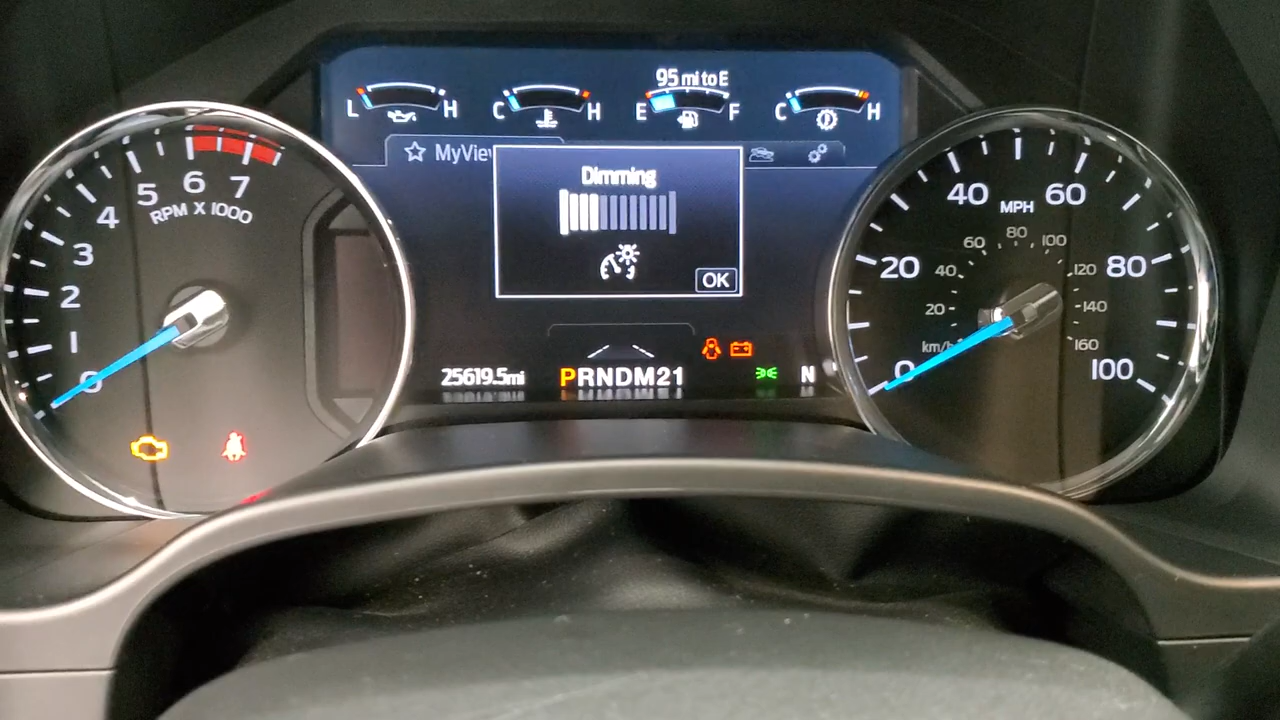 95 mi to E
L H
C H
E F
C H
MyVie
Dimming
OK
25619.5mi
PRNDM21
N
0 1 2 3 4 5 6 7
RPM X 1000
0 20 40 60 80 100
MPH
20 40 60 80 100 120 140 160
km/h